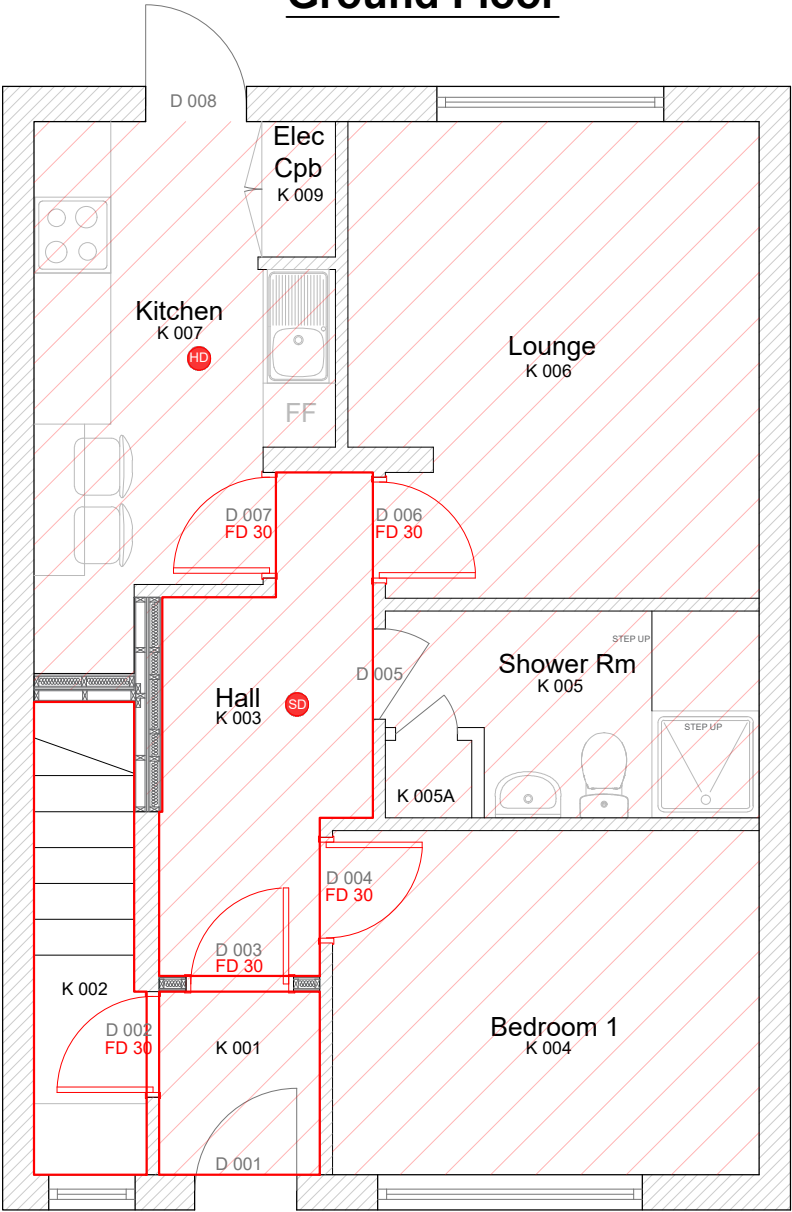 Ground Floor
D 008
Elec
Cpb
K 009
Kitchen
K 007
HD
Lounge
K 006
FF
D 007
FD 30
D 006
FD 30
STEP UP
Shower Rm
K 005
D 005
Hall
K 003
SD
STEP UP
K 005A
D 004
FD 30
D 003
FD 30
K 002
D 002
FD 30
K 001
Bedroom 1
K 004
D 001